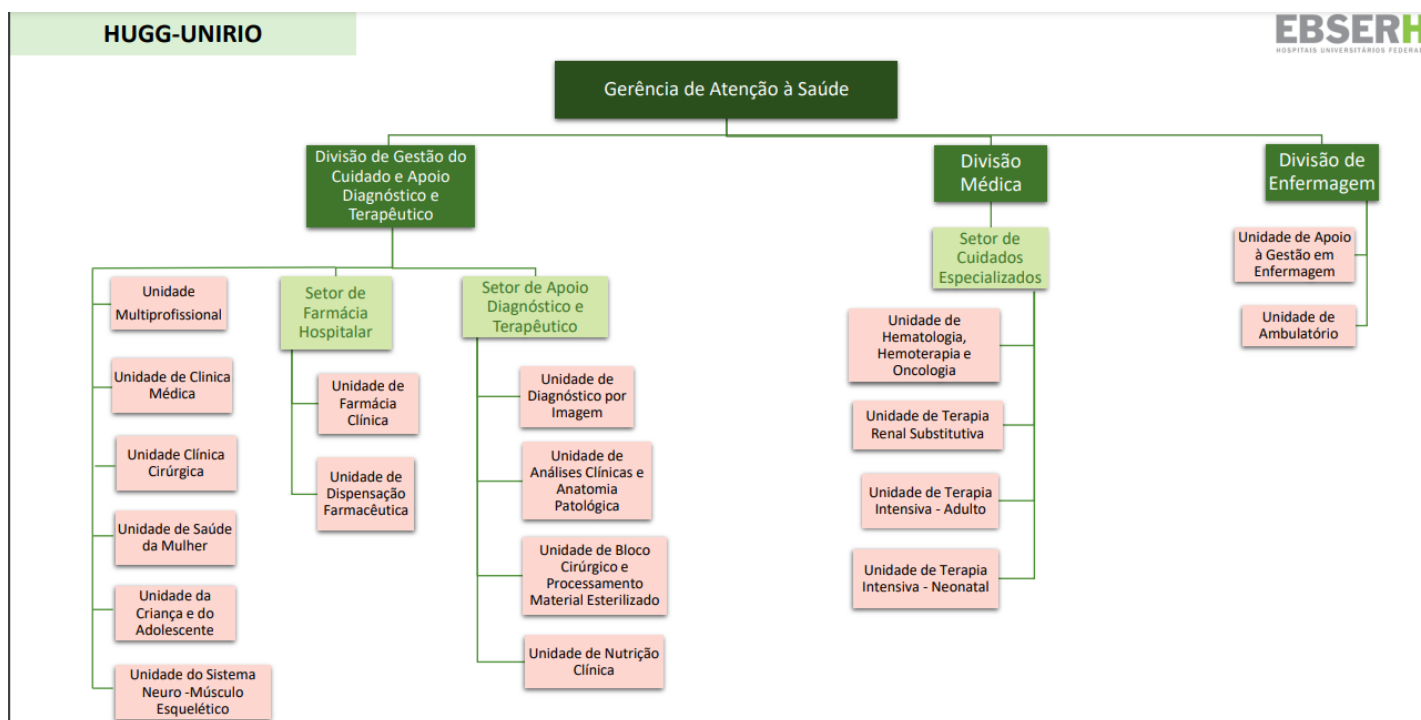 HUGG-UNIRIO
EBSERH
HOSPITAIS UNIVERSITÁRIOS FEDERAI
Gerência de Atenção à Saúde
Divisão de Gestão do
Cuidado e Apoio
Diagnóstico e
Terapêutico
Divisão
Médica
Divisão de
Enfermagem
Unidade
Multiprofissional
Unidade de Clinica
Médica
Unidade Clínica
Cirúrgica
Unidade de Saúde
da Mulher
Unidade da
Criança e do
Adolescente
Unidade do Sistema
Neuro -Músculo
Esquelético
Setor de
Farmácia
Hospitalar
Unidade de
Farmácia
Clínica
Unidade de
Dispensação
Farmacêutica
Setor de Apoio
Diagnóstico e
Terapêutico
Unidade de
Diagnóstico por
Imagem
Unidade de
Análises Clínicas e
Anatomia
Patológica
Unidade de Bloco
Cirúrgico e
Processamento
Material Esterilizado
Unidade de Nutrição
Clínica
Setor de
Cuidados
Especializados
Unidade de
Hematologia,
Hemoterapia e
Oncologia
Unidade de Terapia
Renal Substitutiva
Unidade de Terapia
Intensiva - Adulto
Unidade de Terapia
Intensiva - Neonatal
Unidade de Apoio
à Gestão em
Enfermagem
Unidade de
Ambulatório